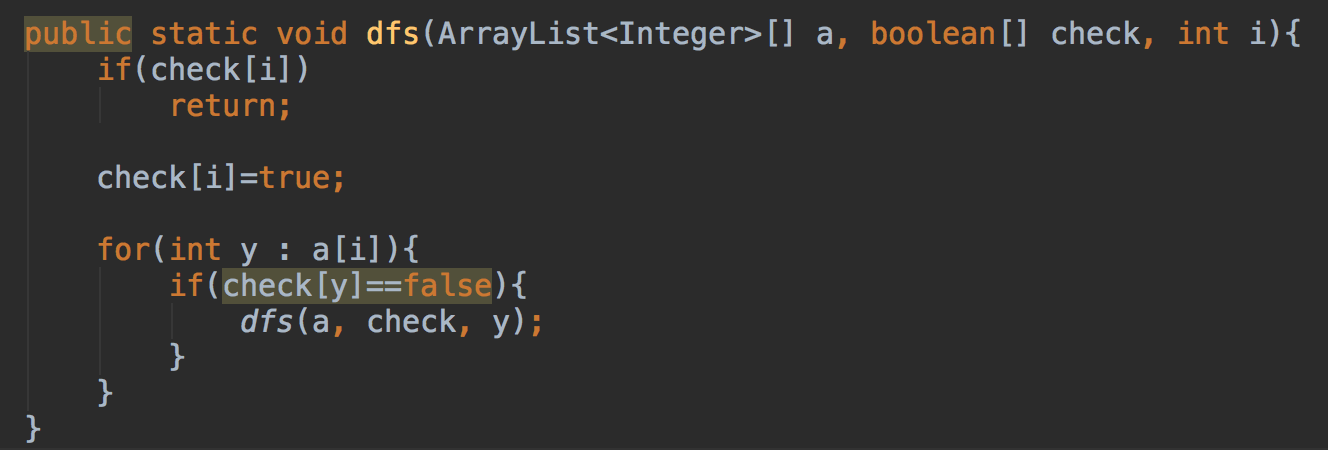 public static void dfs(ArrayList<Integer>[] a, boolean[] check, int i){
    if(check[i])
        return;

    check[i]=true;

    for(int y : a[i]){
        if(check[y]==false){
            dfs(a, check, y);
        }
    }
}